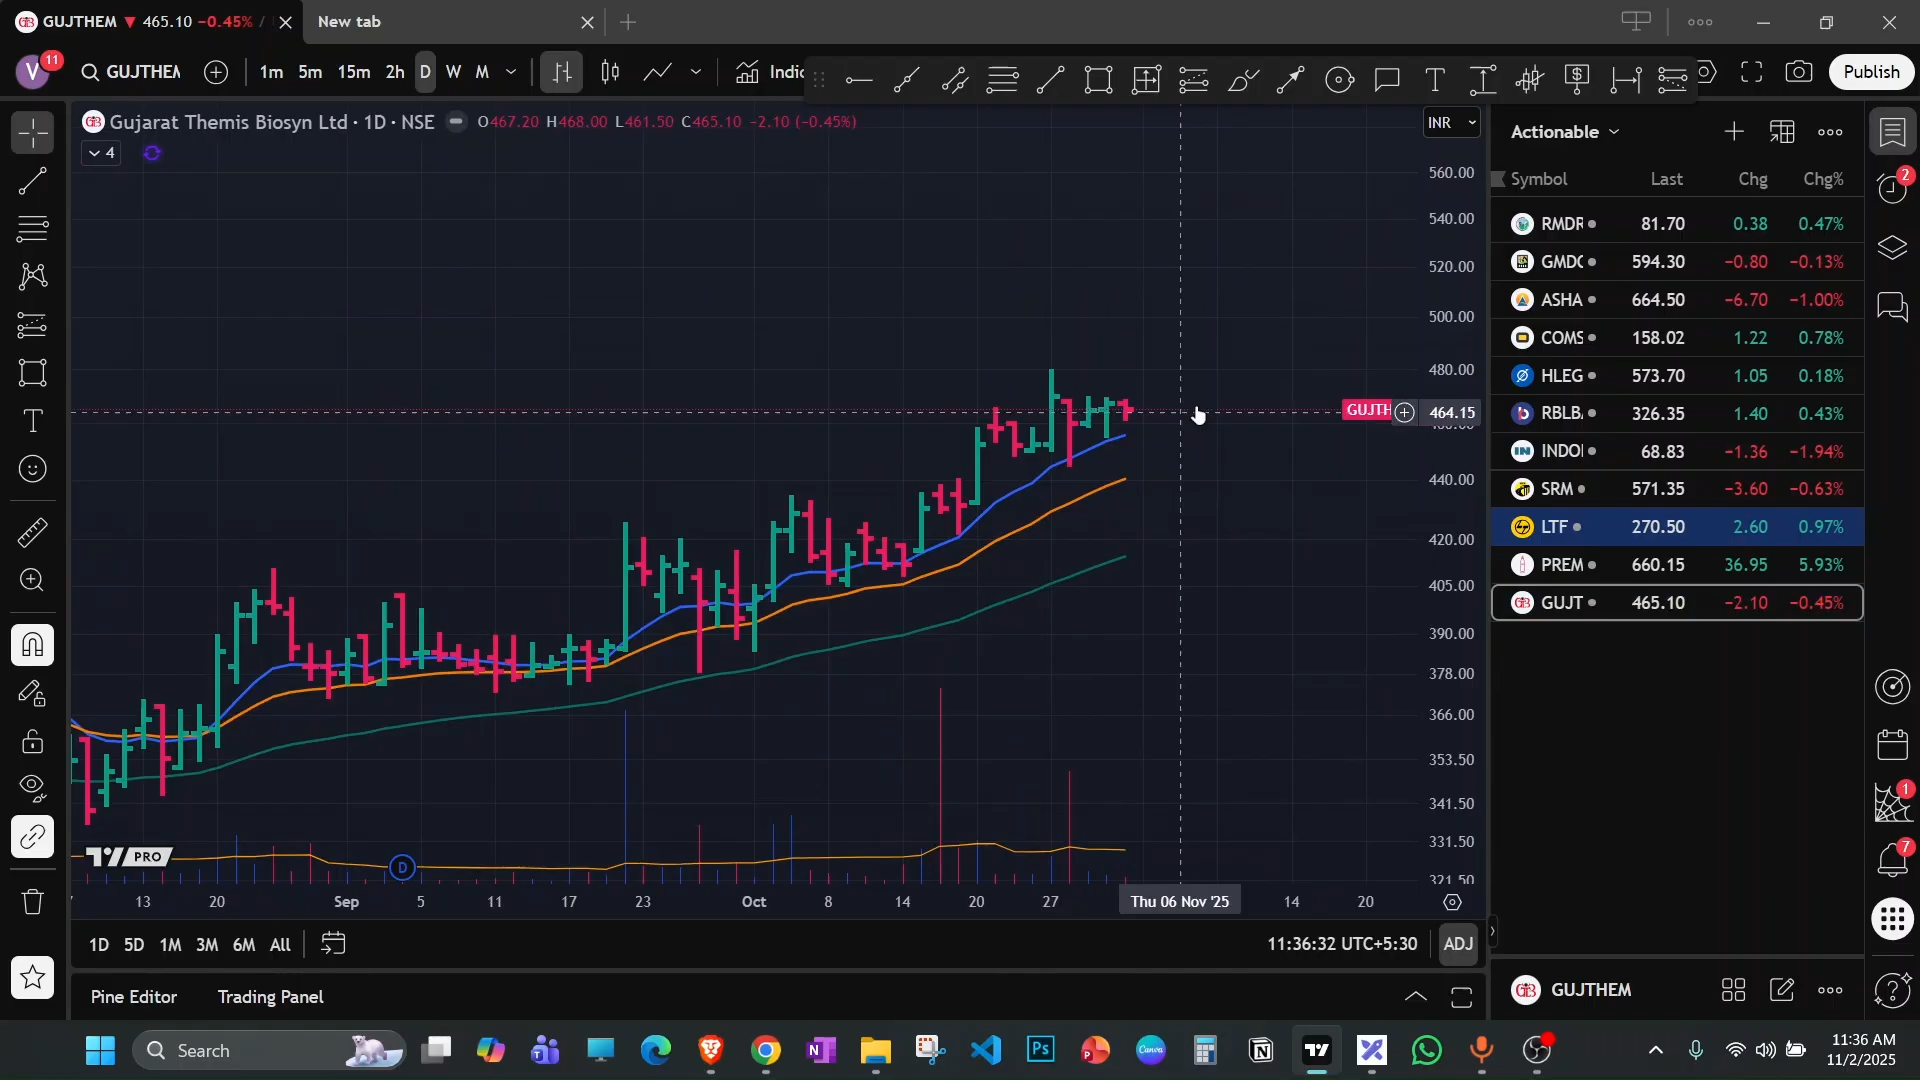 GUJTHEM ▼ 465.10 −0.45% /
New tab
V 11 GUJTHEM 1m 5m 15m 2h D W M Indic
Publish
Gujarat Themis Biosyn Ltd · 1D · NSE O467.20 H468.00 L461.50 C465.10 −2.10 (−0.45%)
4
INR
560.00
540.00
520.00
500.00
480.00
GUJTH 464.15
440.00
420.00
405.00
390.00
378.00
366.00
353.50
341.50
331.50
321.50
PRO
D
13 20 Sep 5 11 17 23 Oct 8 14 20 27 Thu 06 Nov '25 14 20
1D 5D 1M 3M 6M All
11:36:32 UTC+5:30 ADJ
Pine Editor Trading Panel
Actionable
Symbol Last Chg Chg%
RMDR 81.70 0.38 0.47%
GMDC 594.30 −0.80 −0.13%
ASHA 664.50 −6.70 −1.00%
COMS 158.02 1.22 0.78%
HLEG 573.70 1.05 0.18%
RBLBA 326.35 1.40 0.43%
INDOI 68.83 −1.36 −1.94%
SRM 571.35 −3.60 −0.63%
LTF 270.50 2.60 0.97%
PREM 660.15 36.95 5.93%
GUJT 465.10 −2.10 −0.45%
GUJTHEM
2
1
7
Search
11:36 AM
11/2/2025